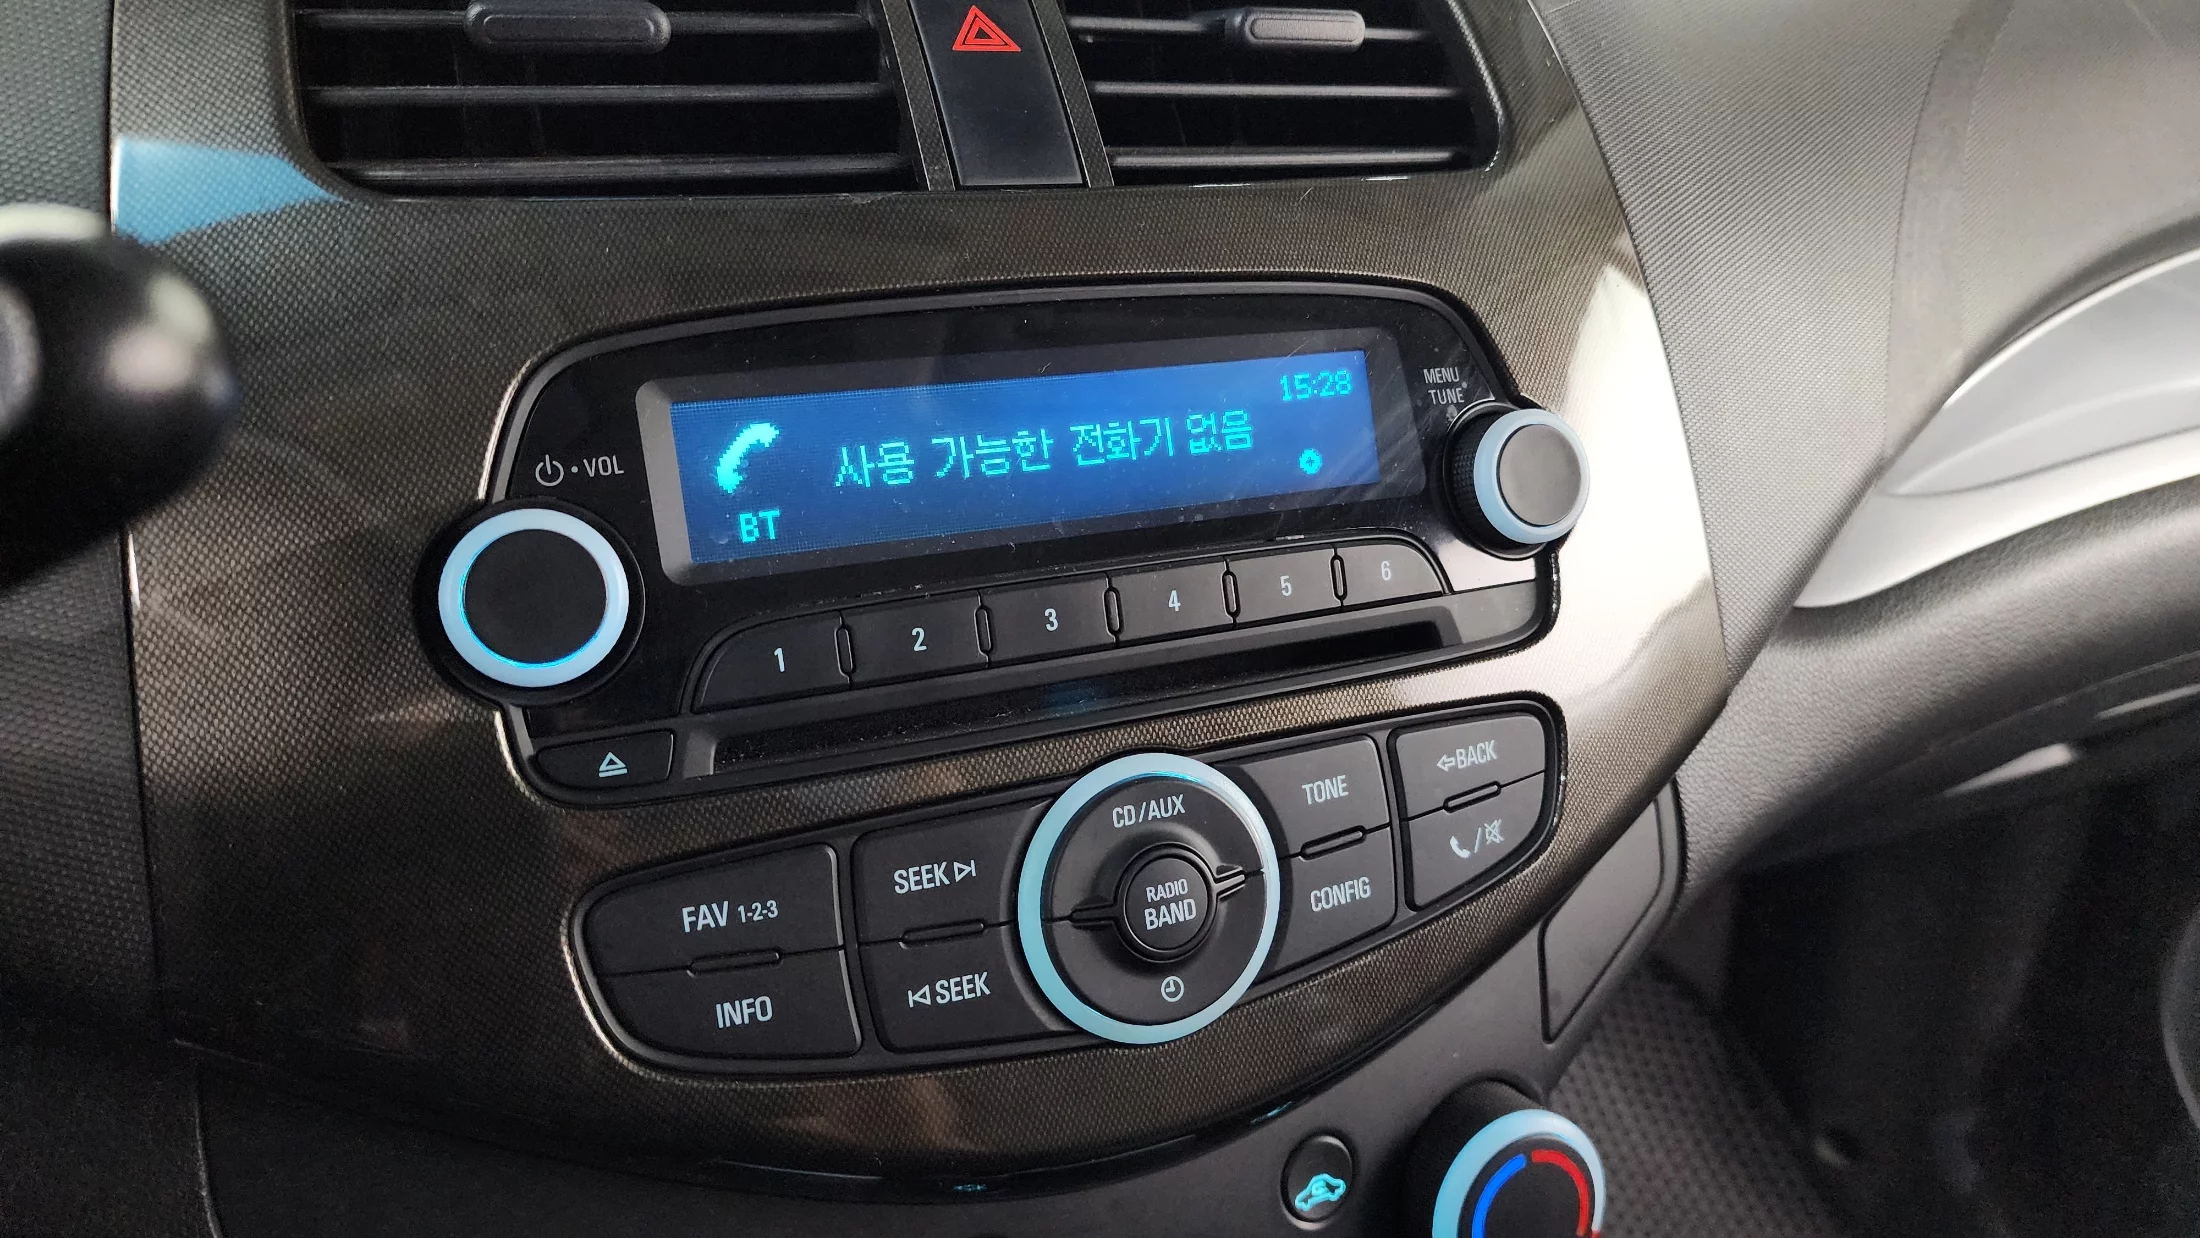 15:28
사용 가능한 전화기 없음
BT
VOL
MENU
TUNE
1 2 3 4 5 6
CD/AUX
TONE
BACK
SEEK
RADIO
BAND
CONFIG
FAV 1-2-3
SEEK
INFO